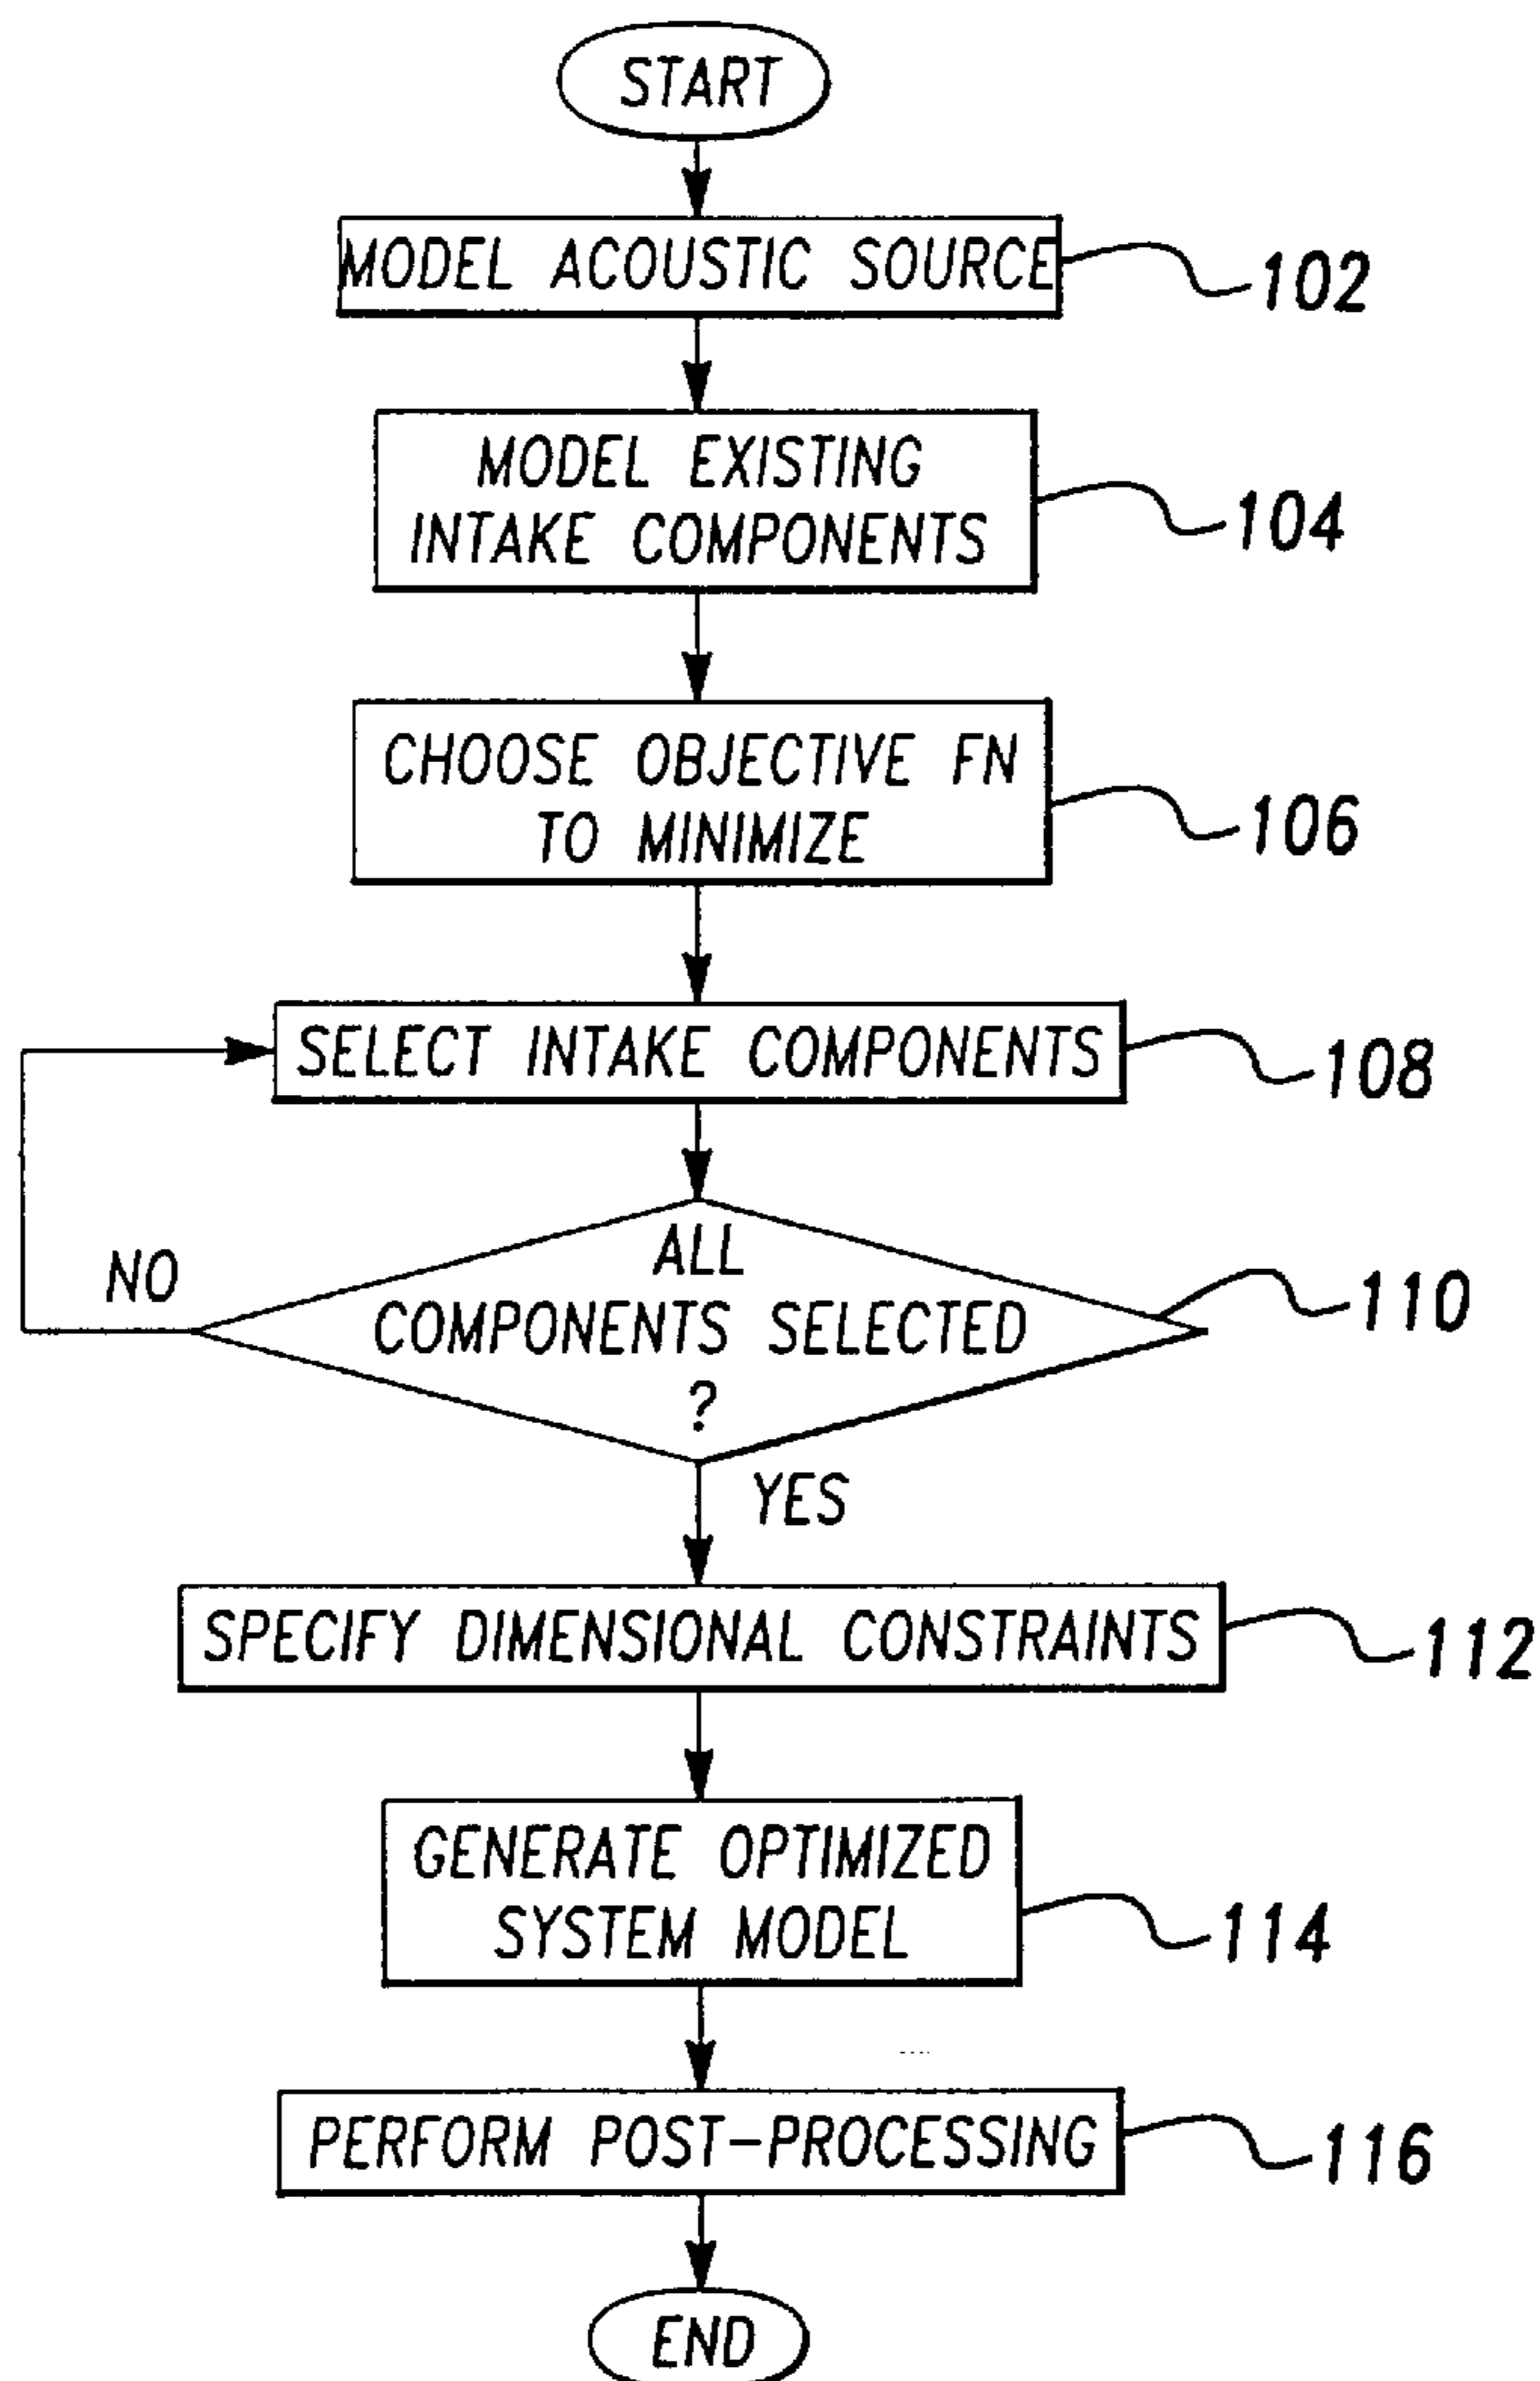 START
MODEL ACOUSTIC SOURCE
102
MODEL EXISTING
INTAKE COMPONENTS
104
CHOOSE OBJECTIVE FN
TO MINIMIZE
106
SELECT INTAKE COMPONENTS
108
ALL
COMPONENTS SELECTED
?
110
NO
YES
SPECIFY DIMENSIONAL CONSTRAINTS
112
GENERATE OPTIMIZED
SYSTEM MODEL
114
PERFORM POST-PROCESSING
116
END